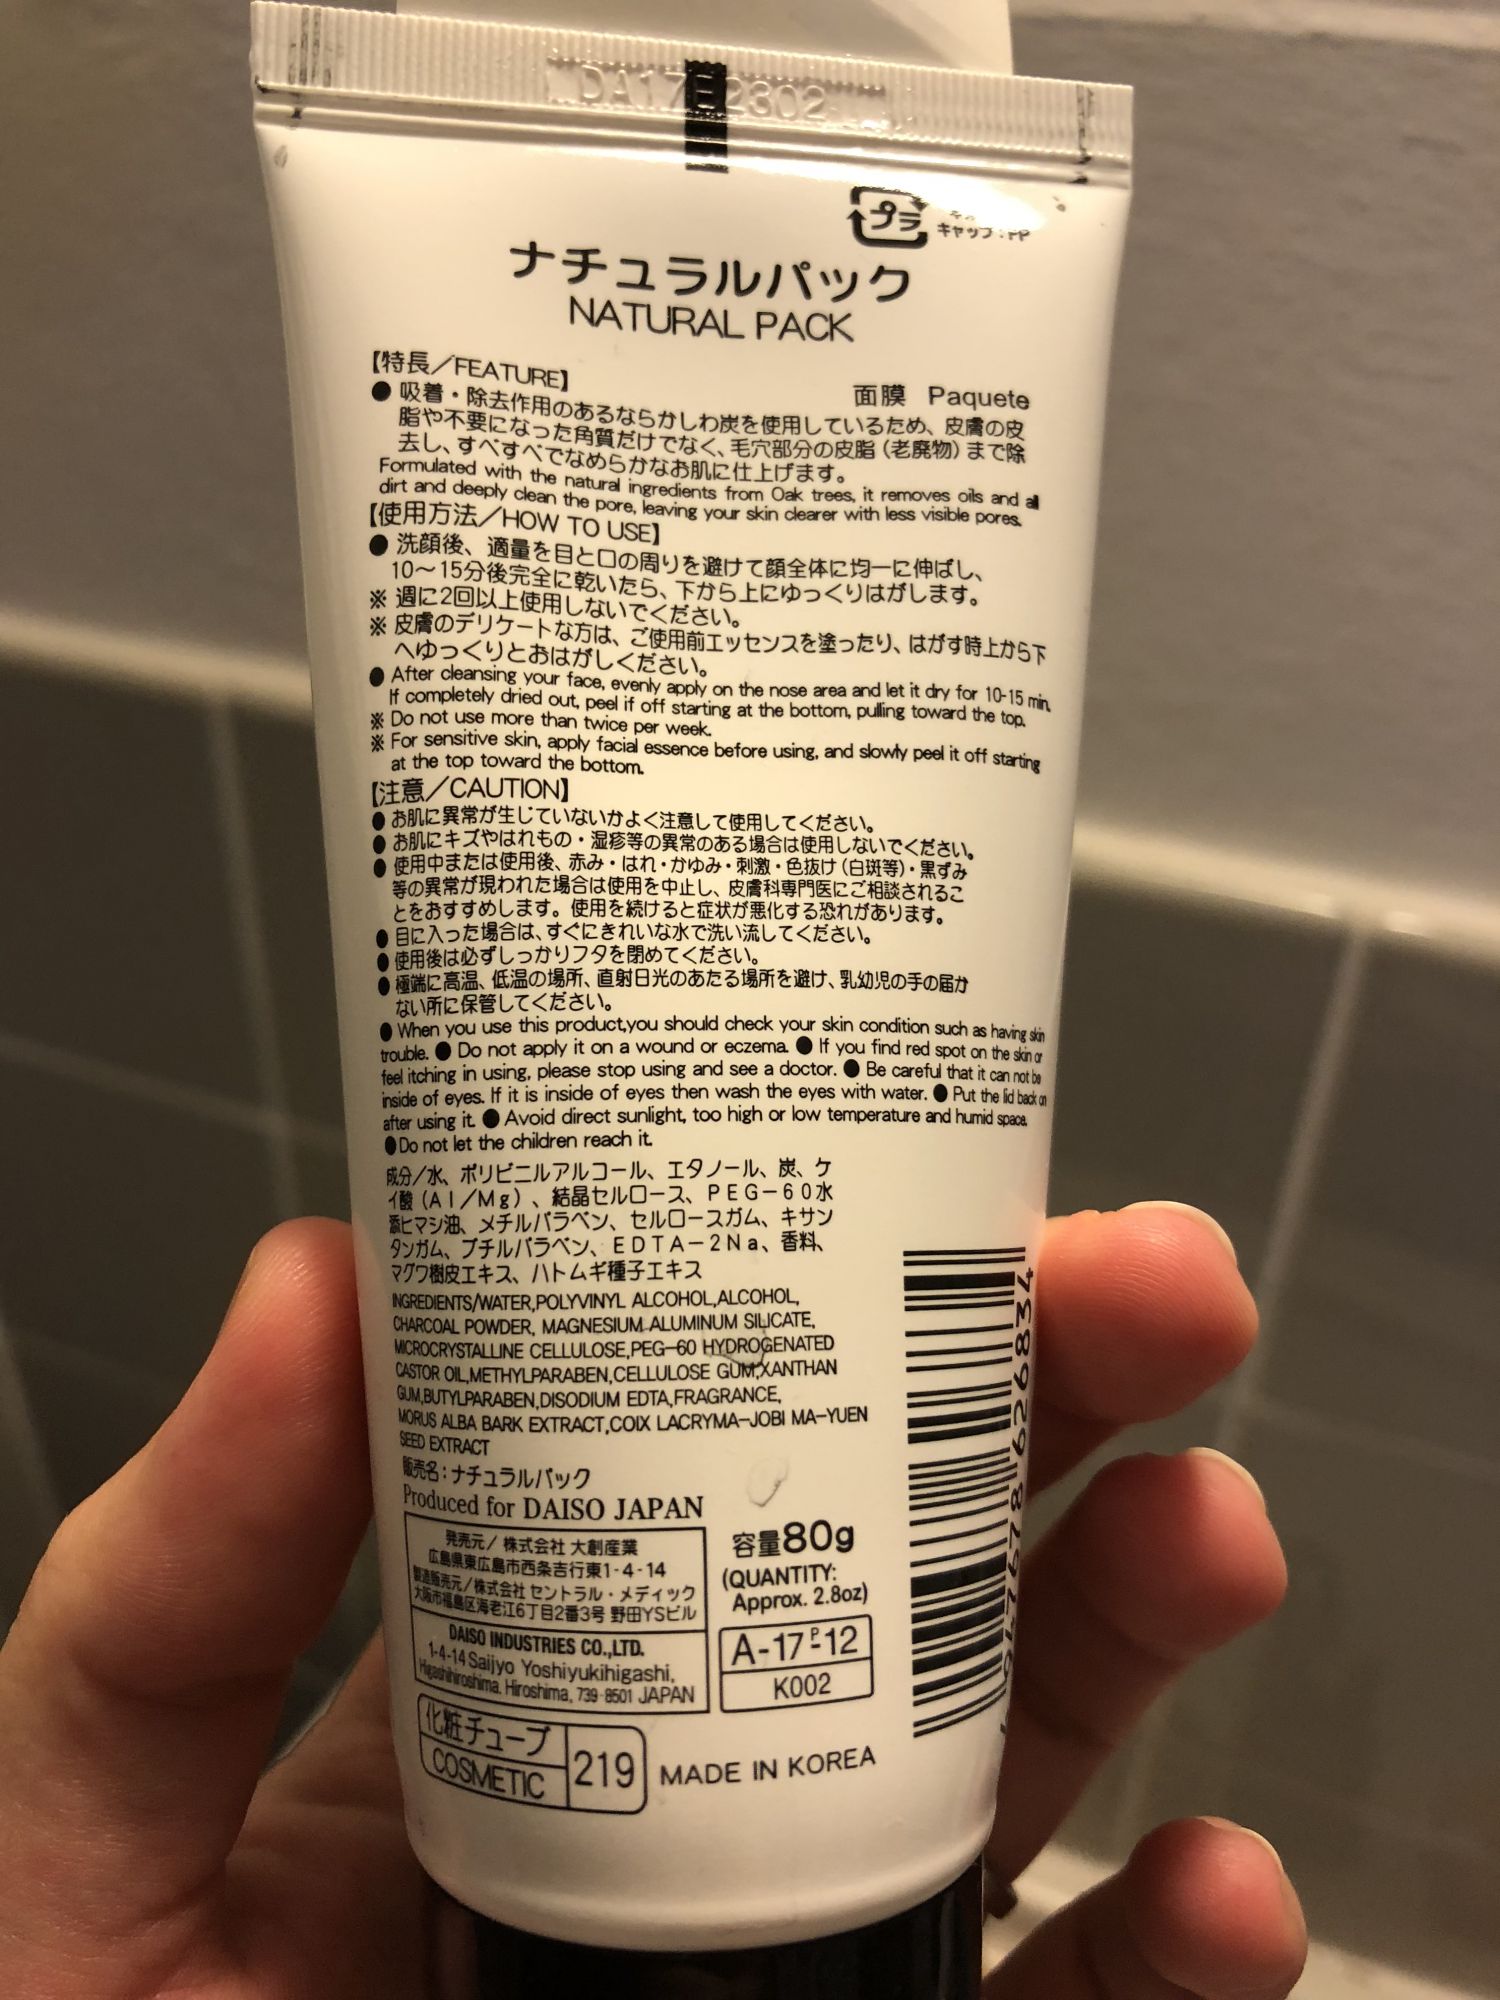 DA17E2302
プラ
キャップ:PP
ナチュラルパック
NATURAL PACK
【特長／FEATURE】
面膜 Paquete
● 吸着・除去作用のあるならかしわ炭を使用しているため、皮膚の皮
脂や不要になった角質だけでなく、毛穴部分の皮脂（老廃物）まで除
去し、すべすべでなめらかなお肌に仕上げます。
Formulated with the natural ingredients from Oak trees, it removes oils and all
dirt and deeply clean the pore, leaving your skin clearer with less visible pores.
【使用方法／HOW TO USE】
● 洗顔後、適量を目と口の周りを避けて顔全体に均一に伸ばし、
10～15分後完全に乾いたら、下から上にゆっくりはがします。
※ 週に2回以上使用しないでください。
※ 皮膚のデリケートな方は、ご使用前エッセンスを塗ったり、はがす時上から下
へゆっくりとおはがしください。
● After cleansing your face, evenly apply on the nose area and let it dry for 10-15 min.
If completely dried out, peel if off starting at the bottom, pulling toward the top.
※ Do not use more than twice per week.
※ For sensitive skin, apply facial essence before using, and slowly peel it off starting
at the top toward the bottom.
【注意／CAUTION】
● お肌に異常が生じていないかよく注意して使用してください。
● お肌にキズやはれもの・湿疹等の異常のある場合は使用しないでください。
● 使用中または使用後、赤み・はれ・かゆみ・刺激・色抜け（白斑等）・黒ずみ
等の異常が現われた場合は使用を中止し、皮膚科専門医にご相談されるこ
とをおすすめします。使用を続けると症状が悪化する恐れがあります。
● 目に入った場合は、すぐにきれいな水で洗い流してください。
● 使用後は必ずしっかりフタを閉めてください。
● 極端に高温、低温の場所、直射日光のあたる場所を避け、乳幼児の手の届か
ない所に保管してください。
● When you use this product,you should check your skin condition such as having skin
trouble. ● Do not apply it on a wound or eczema. ● If you find red spot on the skin or
feel itching in using, please stop using and see a doctor. ● Be careful that it can not be
inside of eyes. If it is inside of eyes then wash the eyes with water. ● Put the lid back on
after using it. ● Avoid direct sunlight, too high or low temperature and humid space.
●Do not let the children reach it.
成分/水、ポリビニルアルコール、エタノール、炭、ケ
イ酸（Al/Mg）、結晶セルロース、PEG－60水
添ヒマシ油、メチルパラベン、セルロースガム、キサン
タンガム、ブチルパラベン、EDTA－2Na、香料、
マグワ樹皮エキス、ハトムギ種子エキス
INGREDIENTS/WATER,POLYVINYL ALCOHOL,ALCOHOL,
CHARCOAL POWDER, MAGNESIUM ALUMINUM SILICATE,
MICROCRYSTALLINE CELLULOSE,PEG-60 HYDROGENATED
CASTOR OIL,METHYLPARABEN,CELLULOSE GUM,XANTHAN
GUM,BUTYLPARABEN,DISODIUM EDTA,FRAGRANCE,
MORUS ALBA BARK EXTRACT,COIX LACRYMA-JOBI MA-YUEN
SEED EXTRACT
販売名：ナチュラルパック
Produced for DAISO JAPAN
発売元/ 株式会社 大創産業
広島県東広島市西条吉行東1-4-14
製造販売元/株式会社 セントラル・メディック
大阪市福島区海老江6丁目2番3号 野田YSビル
DAISO INDUSTRIES CO.,LTD.
1-4-14 Saijyo Yoshiyukihigashi,
Higashihiroshima. Hiroshima, 739-8501 JAPAN
容量80g
(QUANTITY:
Approx. 2.8oz)
A-17 P-12
K002
化粧チューブ
COSMETIC
219
MADE IN KOREA